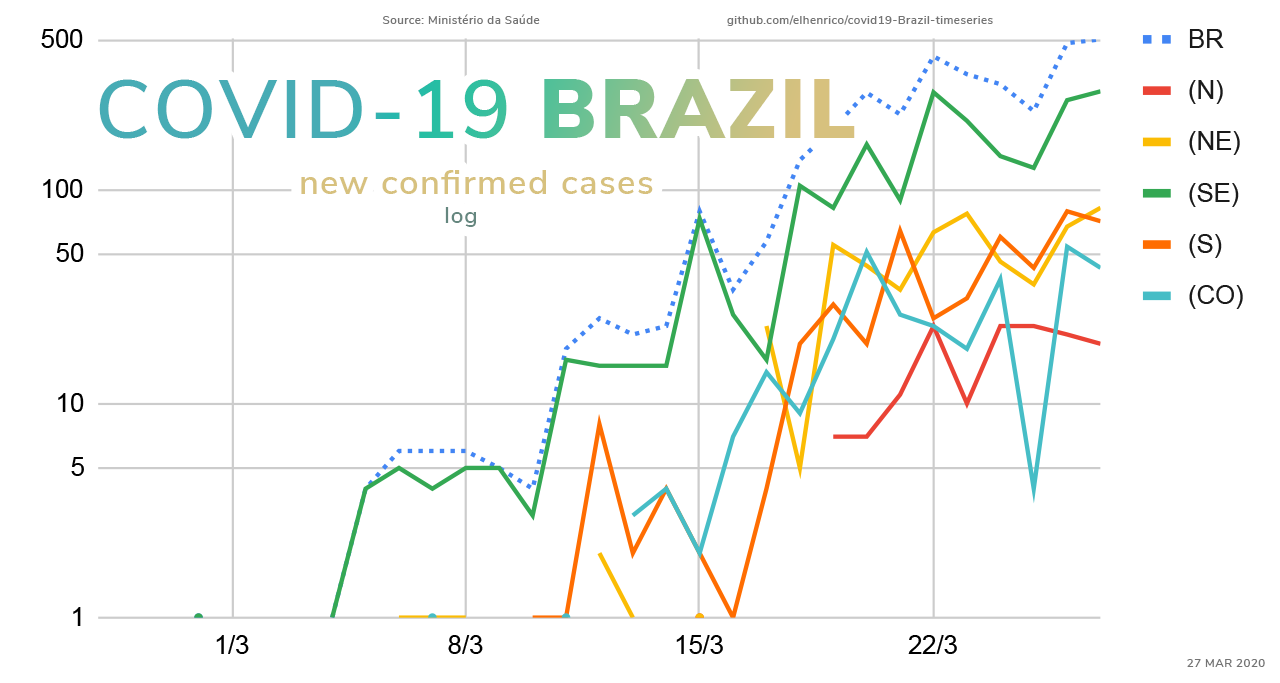 Source: Ministério da Saúde
github.com/elhenrico/covid19-Brazil-timeseries
COVID-19 BRAZIL
new confirmed cases
log
500
100
50
10
5
1
1/3
8/3
15/3
22/3
BR
(N)
(NE)
(SE)
(S)
(CO)
27 MAR 2020